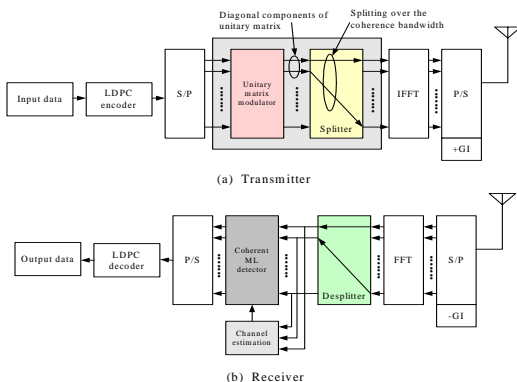 Diagonal components of
unitary matrix
Splitting over the
coherence bandwidth
Input data
LDPC
encoder
S/P
Unitary
matrix
modulator
Splitter
IFFT
P/S
+GI
(a) Transmitter
Output data
LDPC
decoder
P/S
Coherent
ML
detector
Channel
estimation
Desplitter
FFT
S/P
-GI
(b) Receiver